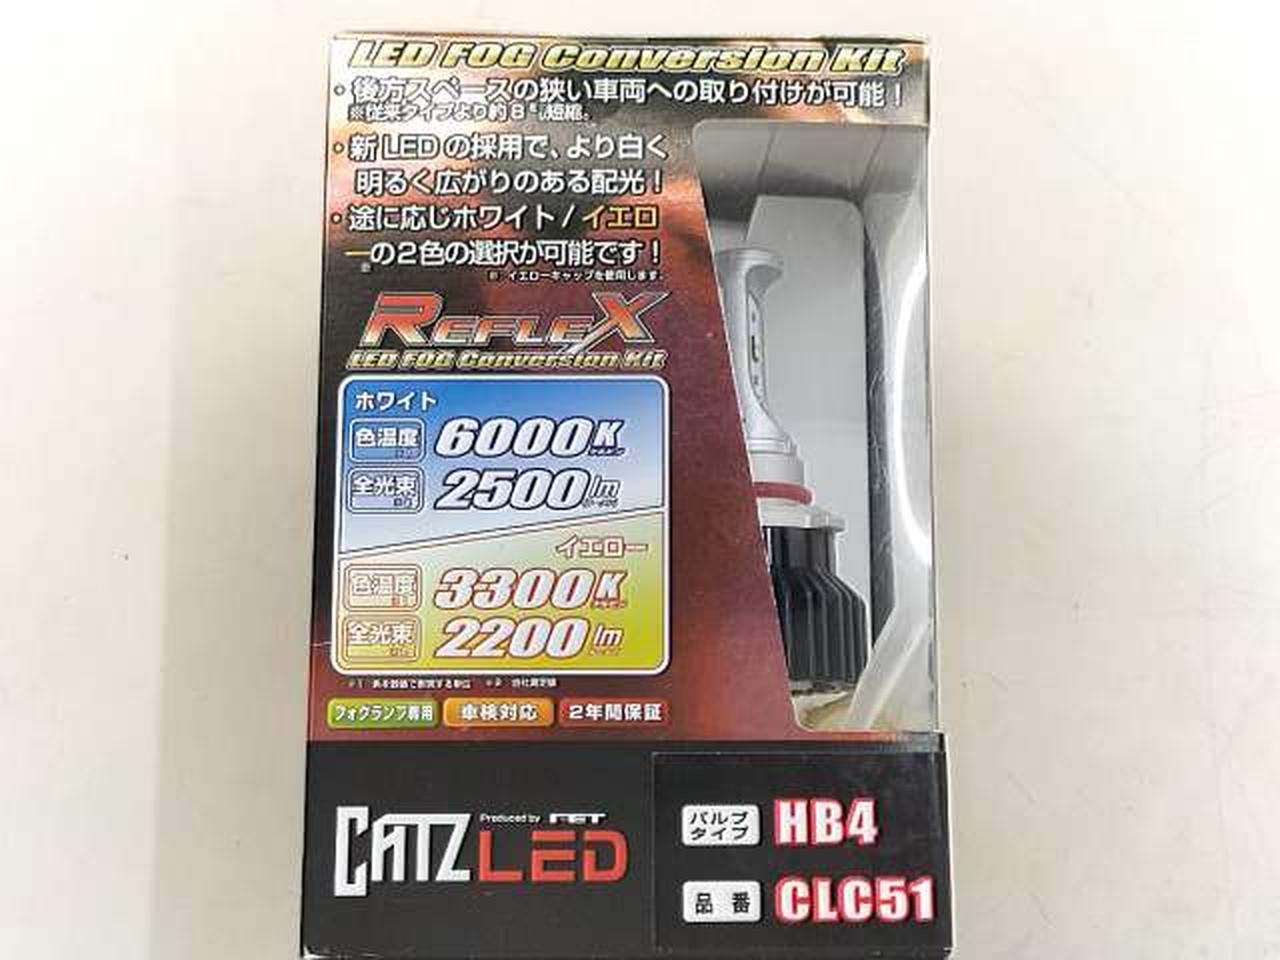 LED FOG Conversion Kit
・後方スペースの狭い車両への取り付けが可能！
※従来タイプより約8㎜短縮。
・新LEDの採用で、より白く
明るく広がりのある配光！
・途に応じホワイト/イエロ
ーの2色の選択が可能です！
※ イエローキャップを使用します。
REFLEX
LED FOG Conversion Kit
ホワイト
色温度 6000K
全光束 2500lm
イエロー
色温度 3300K
全光束 2200lm
フォグランプ専用 車検対応 2年間保証
CATZ Produced by FET
LED
バルブ
タイプ HB4
品番 CLC51